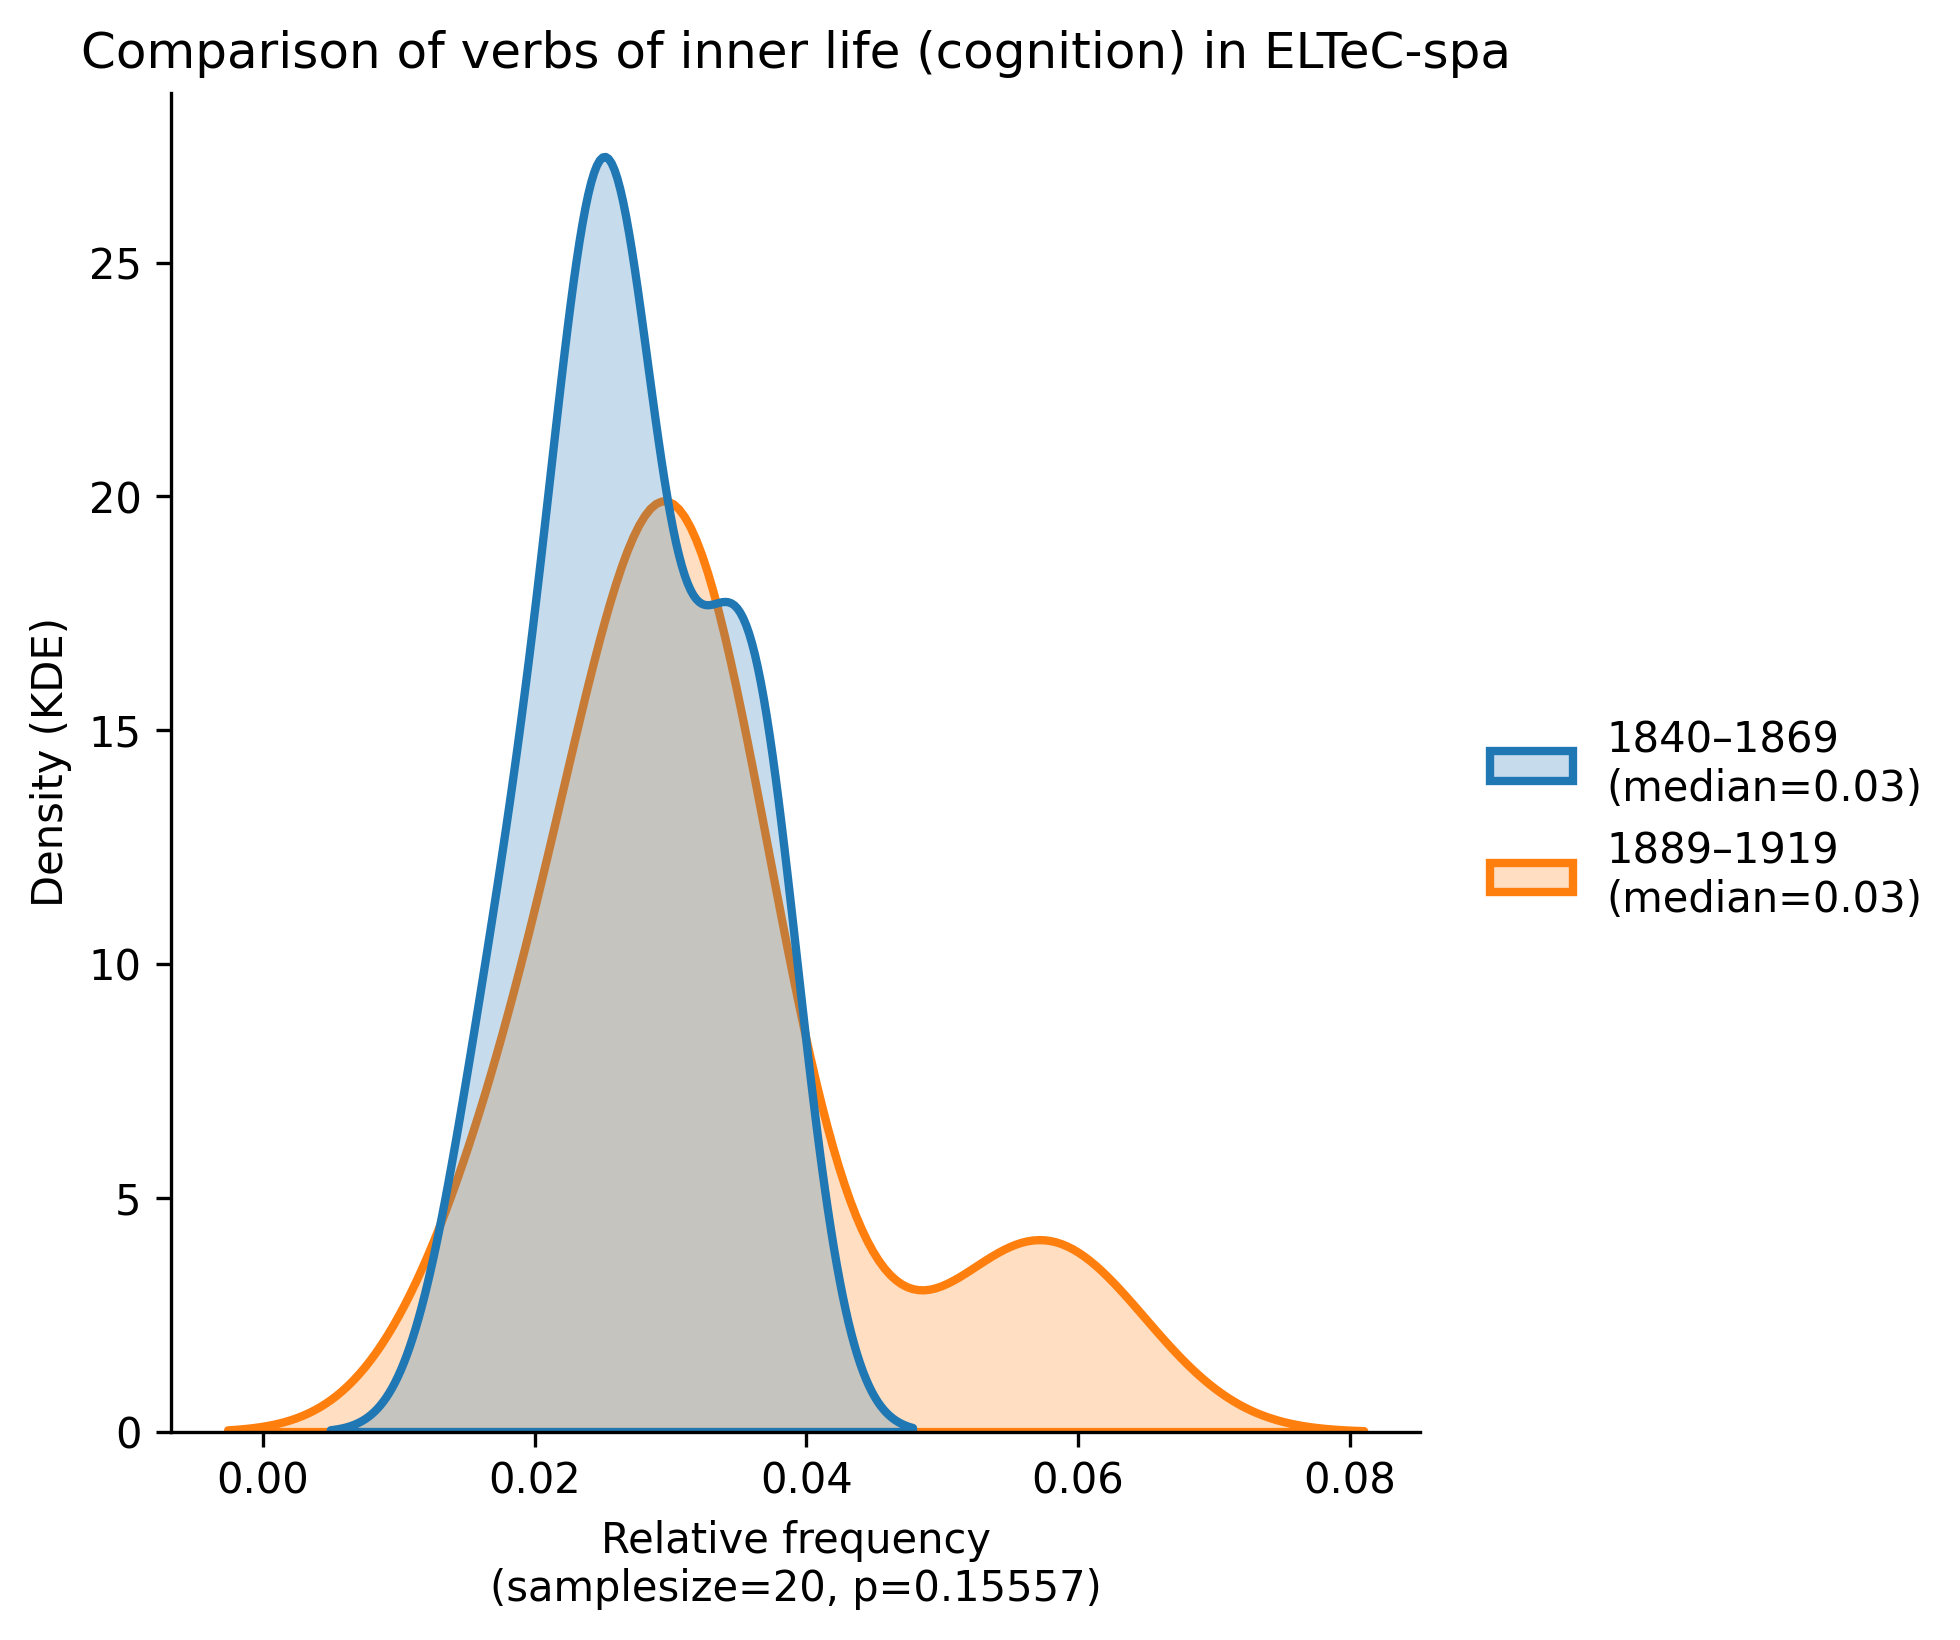 Comparison of verbs of inner life (cognition) in ELTeC-spa
Density (KDE)
25
20
15
10
5
0
0.00 0.02 0.04 0.06 0.08
Relative frequency
(samplesize=20, p=0.15557)
1840–1869
(median=0.03)
1889–1919
(median=0.03)